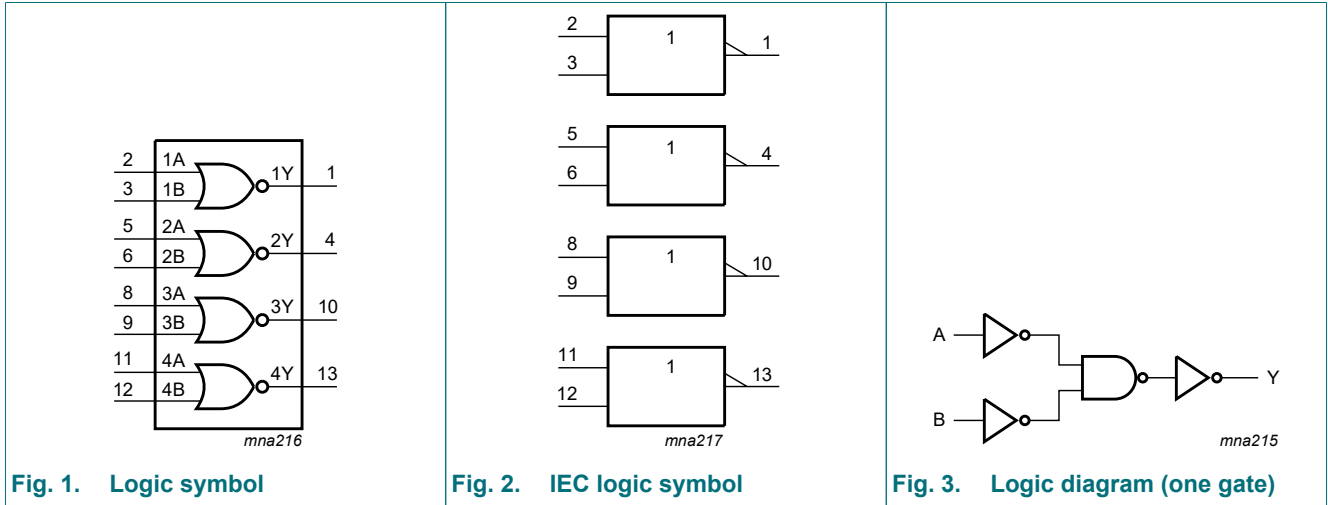 2 1A 1Y 1
3 1B
5 2A 2Y 4
6 2B
8 3A 3Y 10
9 3B
11 4A 4Y 13
12 4B
mna216
Fig. 1. Logic symbol
2 1 1
3
5 1 4
6
8 1 10
9
11 1 13
12
mna217
Fig. 2. IEC logic symbol
A
Y
B
mna215
Fig. 3. Logic diagram (one gate)